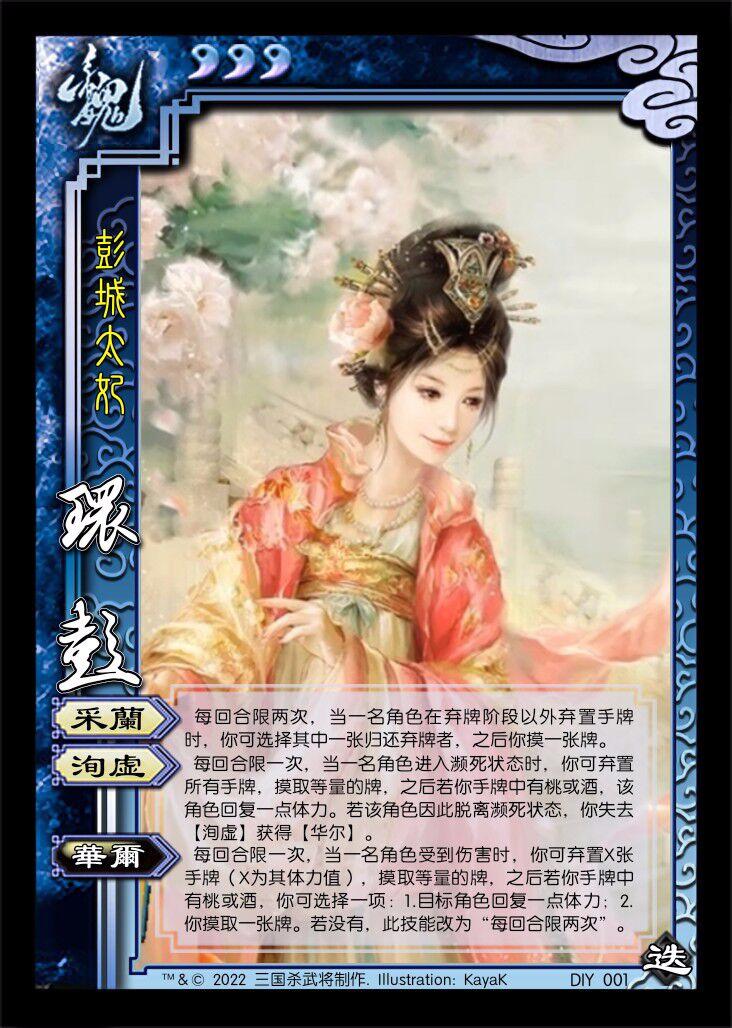 魏
彭城太妃
環彭
采蘭
每回合限两次，当一名角色在弃牌阶段以外弃置手牌
时，你可选择其中一张归还弃牌者，之后你摸一张牌。
洵虚
每回合限一次，当一名角色进入濒死状态时，你可弃置
所有手牌，摸取等量的牌，之后若你手牌中有桃或酒，该
角色回复一点体力。若该角色因此脱离濒死状态，你失去
【洵虚】获得【华尔】。
華爾
每回合限一次，当一名角色受到伤害时，你可弃置X张
手牌（X为其体力值），摸取等量的牌，之后若你手牌中
有桃或酒，你可选择一项：1.目标角色回复一点体力；2.
你摸取一张牌。若没有，此技能改为“每回合限两次”。
迭
™&© 2022 三国杀武将制作. Illustration: KayaK DIY 001